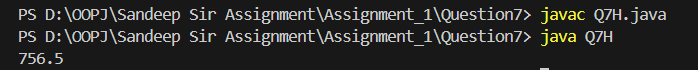 PS D:\OOPJ\Sandeep Sir Assignment\Assignment_1\Question7> javac Q7H.java
PS D:\OOPJ\Sandeep Sir Assignment\Assignment_1\Question7> java Q7H
756.5